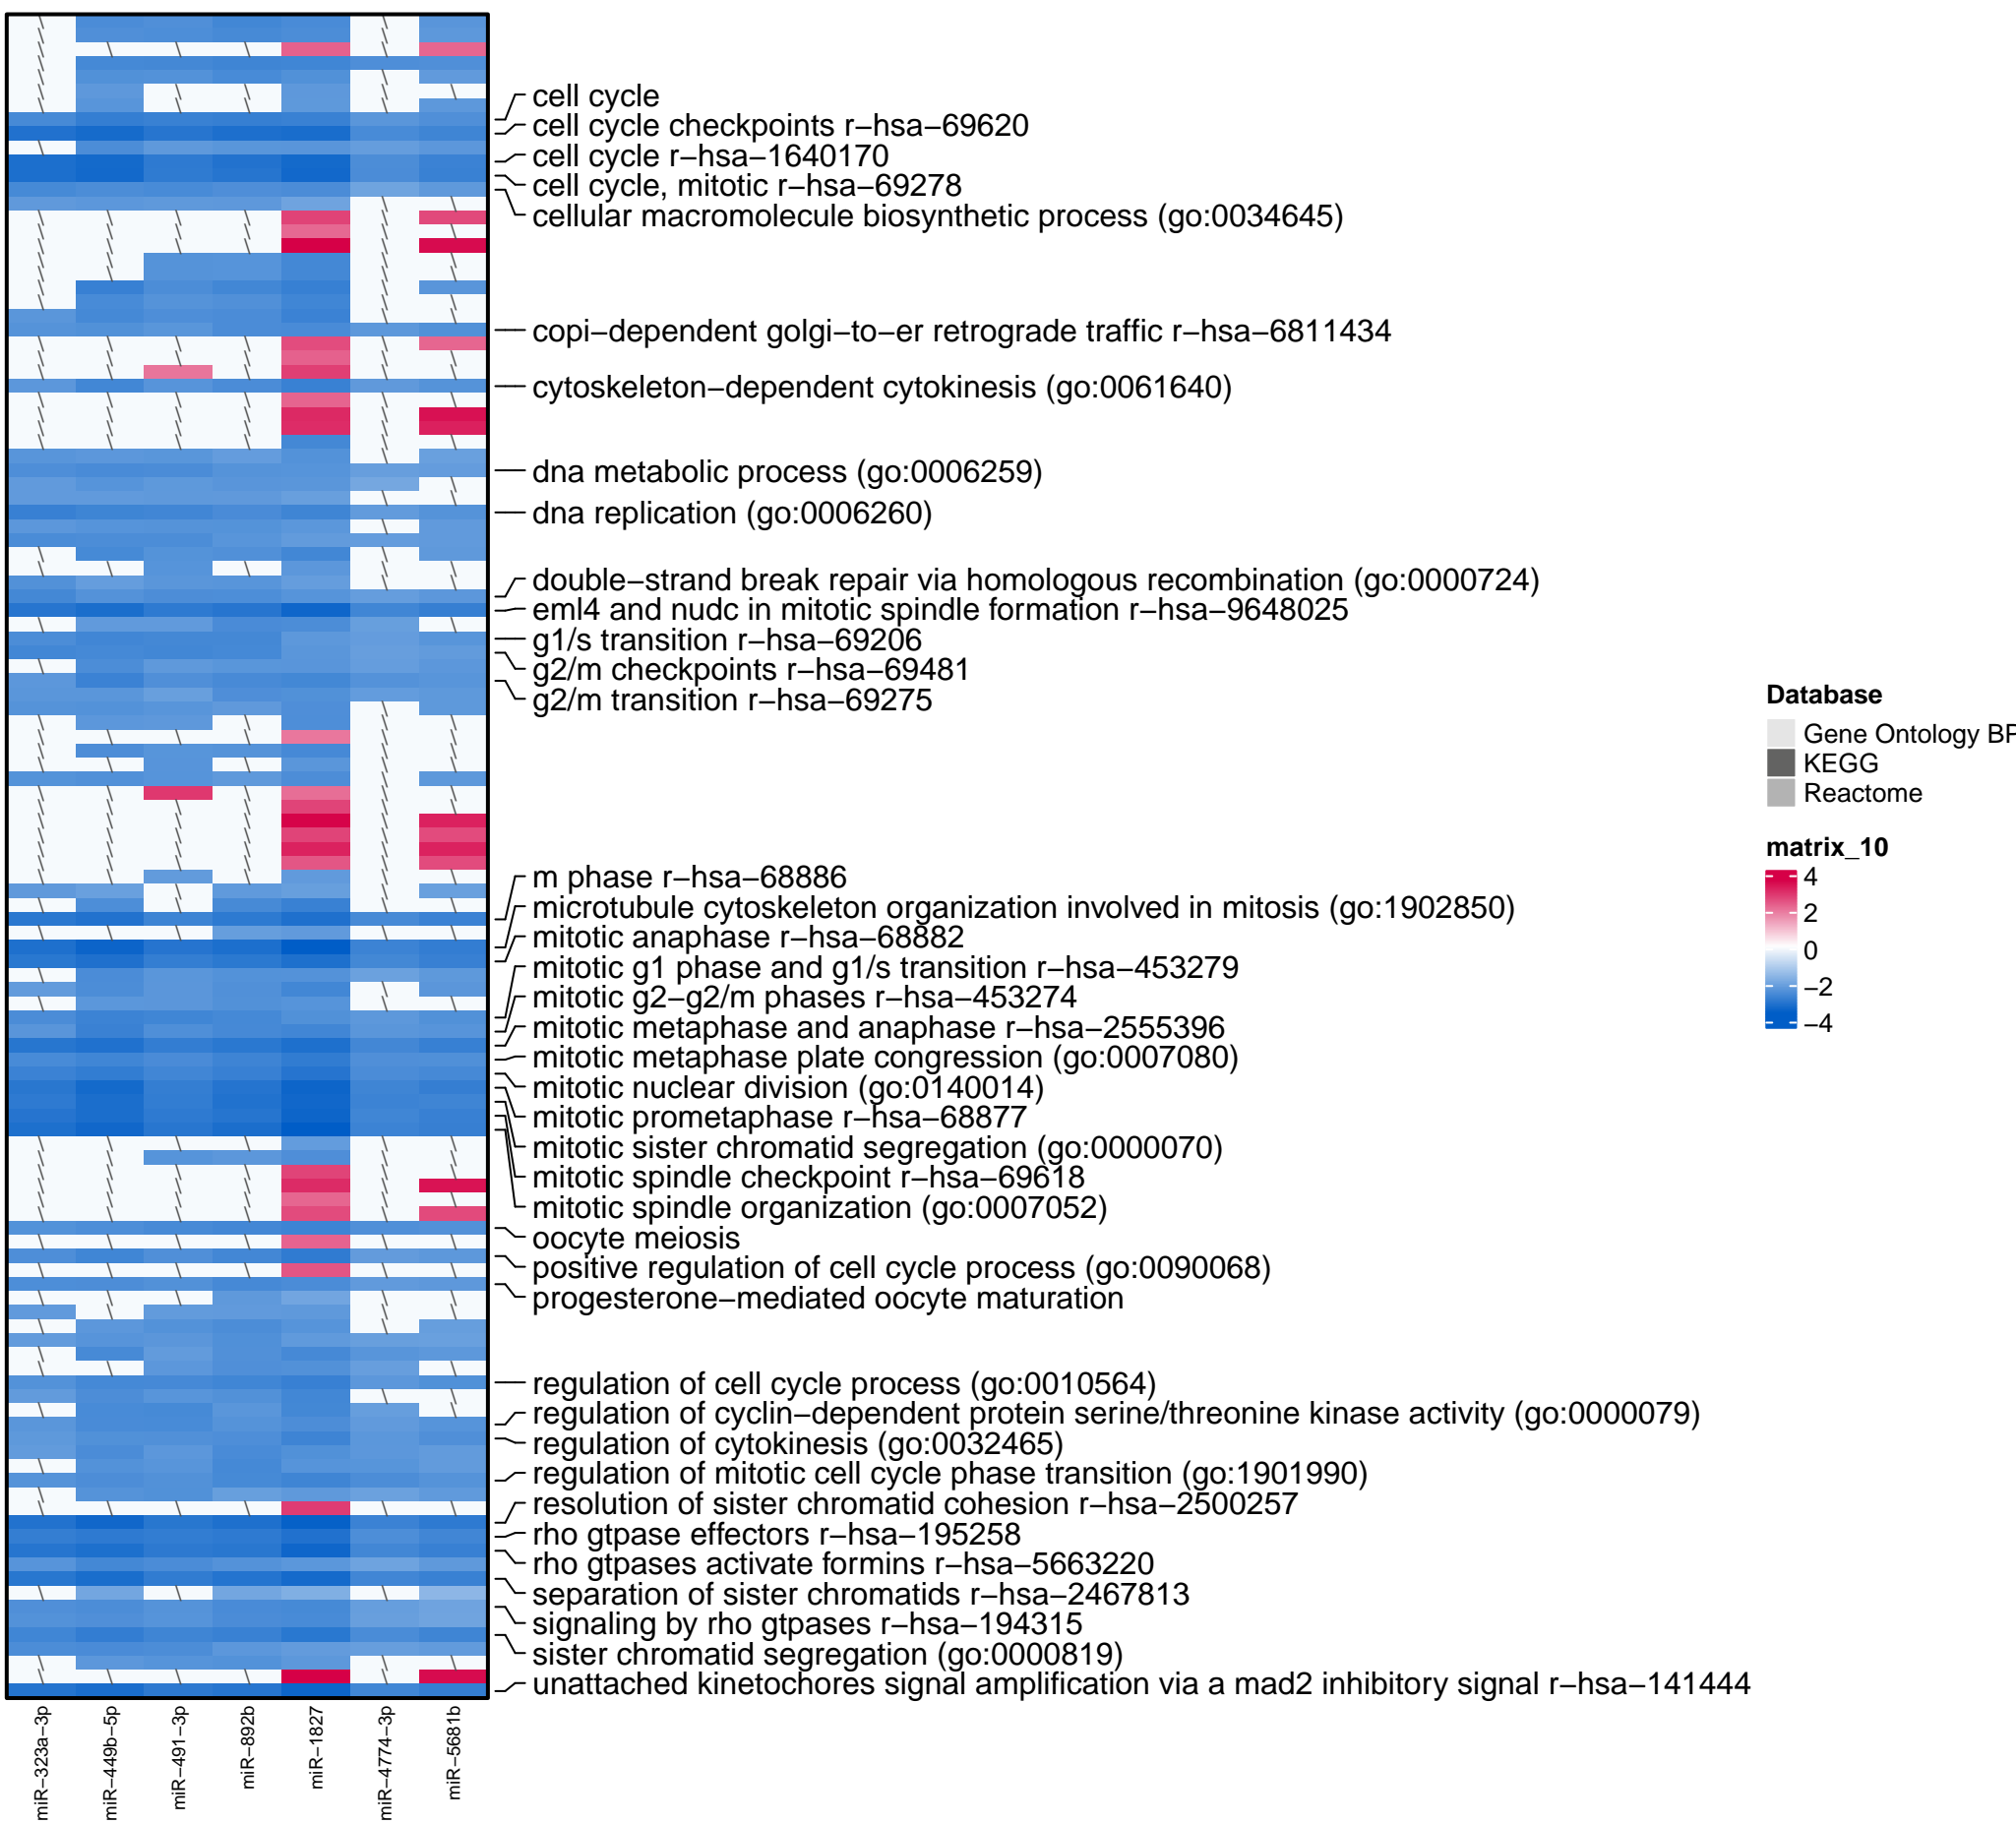 cell cycle
cell cycle checkpoints r−hsa−69620
cell cycle r−hsa−1640170
cell cycle, mitotic r−hsa−69278
cellular macromolecule biosynthetic process (go:0034645)
copi−dependent golgi−to−er retrograde traffic r−hsa−6811434
cytoskeleton−dependent cytokinesis (go:0061640)
dna metabolic process (go:0006259)
dna replication (go:0006260)
double−strand break repair via homologous recombination (go:0000724)
eml4 and nudc in mitotic spindle formation r−hsa−9648025
g1/s transition r−hsa−69206
g2/m checkpoints r−hsa−69481
g2/m transition r−hsa−69275
m phase r−hsa−68886
microtubule cytoskeleton organization involved in mitosis (go:1902850)
mitotic anaphase r−hsa−68882
mitotic g1 phase and g1/s transition r−hsa−453279
mitotic g2−g2/m phases r−hsa−453274
mitotic metaphase and anaphase r−hsa−2555396
mitotic metaphase plate congression (go:0007080)
mitotic nuclear division (go:0140014)
mitotic prometaphase r−hsa−68877
mitotic sister chromatid segregation (go:0000070)
mitotic spindle checkpoint r−hsa−69618
mitotic spindle organization (go:0007052)
oocyte meiosis
positive regulation of cell cycle process (go:0090068)
progesterone−mediated oocyte maturation
regulation of cell cycle process (go:0010564)
regulation of cyclin−dependent protein serine/threonine kinase activity (go:0000079)
regulation of cytokinesis (go:0032465)
regulation of mitotic cell cycle phase transition (go:1901990)
resolution of sister chromatid cohesion r−hsa−2500257
rho gtpase effectors r−hsa−195258
rho gtpases activate formins r−hsa−5663220
separation of sister chromatids r−hsa−2467813
signaling by rho gtpases r−hsa−194315
sister chromatid segregation (go:0000819)
unattached kinetochores signal amplification via a mad2 inhibitory signal r−hsa−141444
miR−323a−3p
miR−449b−5p
miR−491−3p
miR−892b
miR−1827
miR−4774−3p
miR−5681b
Database
Gene Ontology BP
KEGG
Reactome
matrix_10
4
2
0
−2
−4